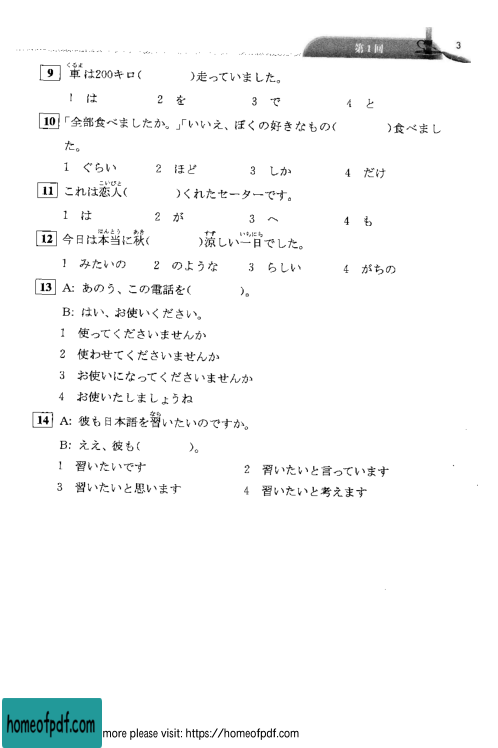 第1回
3
9 車は200キロ( )走っていました。
くるま
1 は 2 を 3 で 4 と
10 「全部食べましたか。」「いいえ、ぼくの好きなもの( )食べまし
た。
1 ぐらい 2 ほど 3 しか 4 だけ
こいびと
11 これは恋人( )くれたセーターです。
1 は 2 が 3 へ 4 も
ほんとう あき すず いちにち
12 今日は本当に秋( )涼しい一日でした。
1 みたいの 2 のような 3 らしい 4 がちの
13 A: あのう、この電話を( )。
B: はい、お使いください。
1 使ってくださいませんか
2 使わせてくださいませんか
3 お使いになってくださいませんか
4 お使いたしましょうね
なら
14 A: 彼も日本語を習いたいのですか。
B: ええ、彼も( )。
1 習いたいです 2 習いたいと言っています
3 習いたいと思います 4 習いたいと考えます
homeofpdf.com
more please visit: https://homeofpdf.com